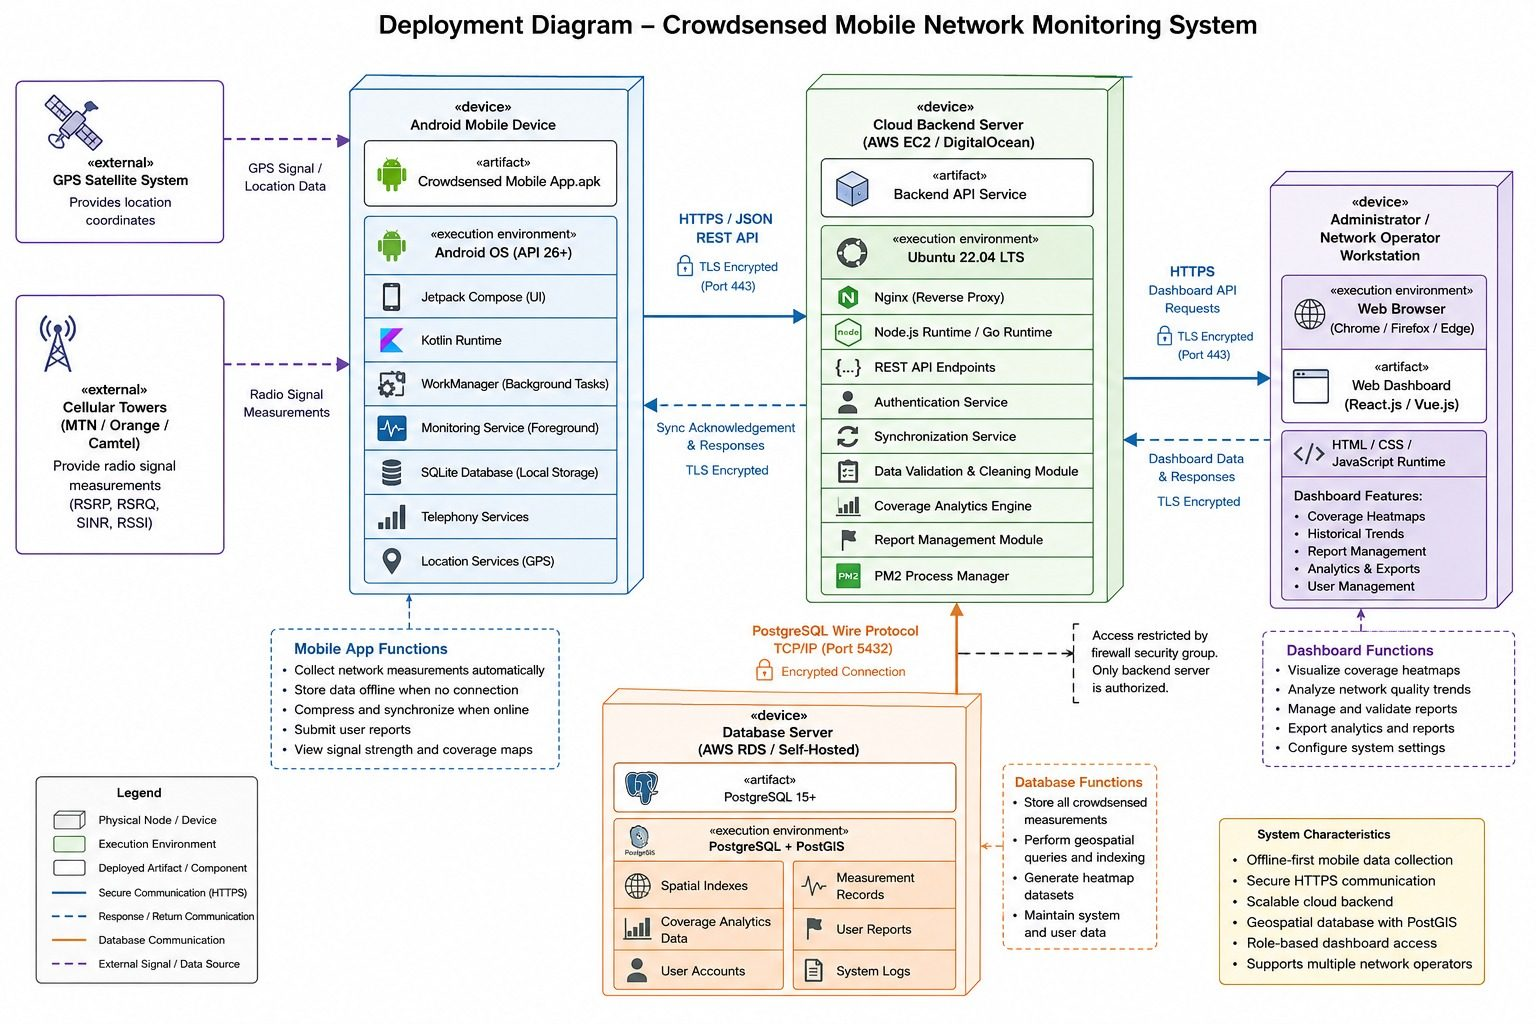 Deployment Diagram – Crowdsensed Mobile Network Monitoring System
«external»
GPS Satellite System
Provides location
coordinates
GPS Signal /
Location Data
«external»
Cellular Towers
(MTN / Orange /
Camtel)
Provide radio signal
measurements
(RSRP, RSRQ,
SINR, RSSI)
Radio Signal
Measurements
«device»
Android Mobile Device
«artifact»
Crowdsensed Mobile App.apk
«execution environment»
Android OS (API 26+)
Jetpack Compose (UI)
Kotlin Runtime
WorkManager (Background Tasks)
Monitoring Service (Foreground)
SQLite Database (Local Storage)
Telephony Services
Location Services (GPS)
HTTPS / JSON
REST API
TLS Encrypted
(Port 443)
Sync Acknowledgement
& Responses
TLS Encrypted
«device»
Cloud Backend Server
(AWS EC2 / DigitalOcean)
«artifact»
Backend API Service
«execution environment»
Ubuntu 22.04 LTS
N
Nginx (Reverse Proxy)
node
Node.js Runtime / Go Runtime
{...}
REST API Endpoints
Authentication Service
Synchronization Service
Data Validation & Cleaning Module
Coverage Analytics Engine
Report Management Module
PM2
PM2 Process Manager
HTTPS
Dashboard API
Requests
TLS Encrypted
(Port 443)
Dashboard Data
& Responses
TLS Encrypted
«device»
Administrator /
Network Operator
Workstation
«execution environment»
Web Browser
(Chrome / Firefox / Edge)
«artifact»
Web Dashboard
(React.js / Vue.js)
</>
HTML / CSS /
JavaScript Runtime
Dashboard Features:
• Coverage Heatmaps
• Historical Trends
• Report Management
• Analytics & Exports
• User Management
Mobile App Functions
• Collect network measurements automatically
• Store data offline when no connection
• Compress and synchronize when online
• Submit user reports
• View signal strength and coverage maps
PostgreSQL Wire Protocol
TCP/IP (Port 5432)
Encrypted Connection
Access restricted by
firewall security group.
Only backend server
is authorized.
Dashboard Functions
• Visualize coverage heatmaps
• Analyze network quality trends
• Manage and validate reports
• Export analytics and reports
• Configure system settings
«device»
Database Server
(AWS RDS / Self-Hosted)
«artifact»
PostgreSQL 15+
PostGIS
«execution environment»
PostgreSQL + PostGIS
Spatial Indexes
Measurement
Records
Coverage Analytics
Data
User Reports
User Accounts
System Logs
Database Functions
• Store all crowdsensed
measurements
• Perform geospatial
queries and indexing
• Generate heatmap
datasets
• Maintain system
and user data
Legend
Physical Node / Device
Execution Environment
Deployed Artifact / Component
Secure Communication (HTTPS)
Response / Return Communication
Database Communication
External Signal / Data Source
System Characteristics
• Offline-first mobile data collection
• Secure HTTPS communication
• Scalable cloud backend
• Geospatial database with PostGIS
• Role-based dashboard access
• Supports multiple network operators